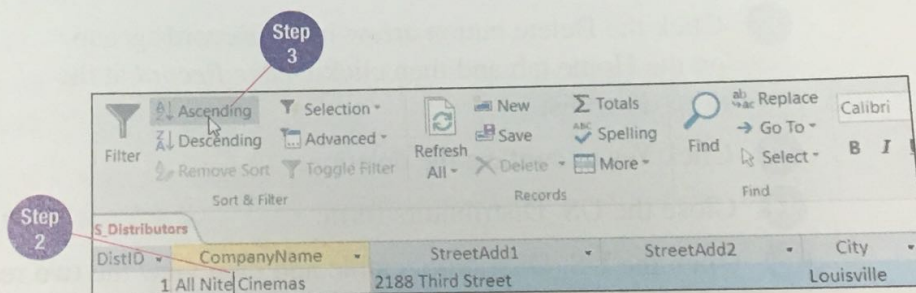 Step
3
Ascending
Selection
New
Totals
Replace
Calibri
Descending
Advanced
Save
Spelling
Go To
Filter
Refresh
All
Find
B I
Remove Sort
Toggle Filter
Delete
More
Select
Sort & Filter
Records
Find
Step
2
S_Distributors
DistID CompanyName StreetAdd1 StreetAdd2 City
1 All Nite Cinemas 2188 Third Street Louisville